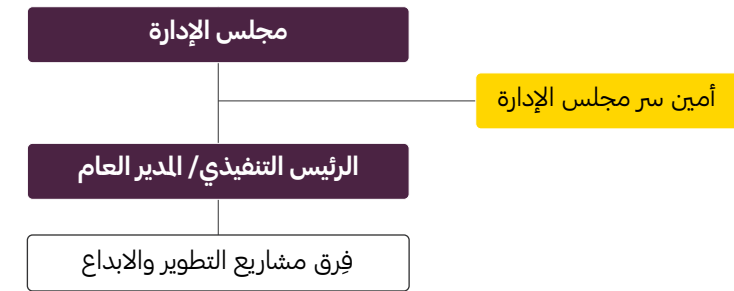 مجلس الإدارة
أمين سر مجلس الإدارة
الرئيس التنفيذي/ المدير العام
فِرق مشاريع التطوير والابداع